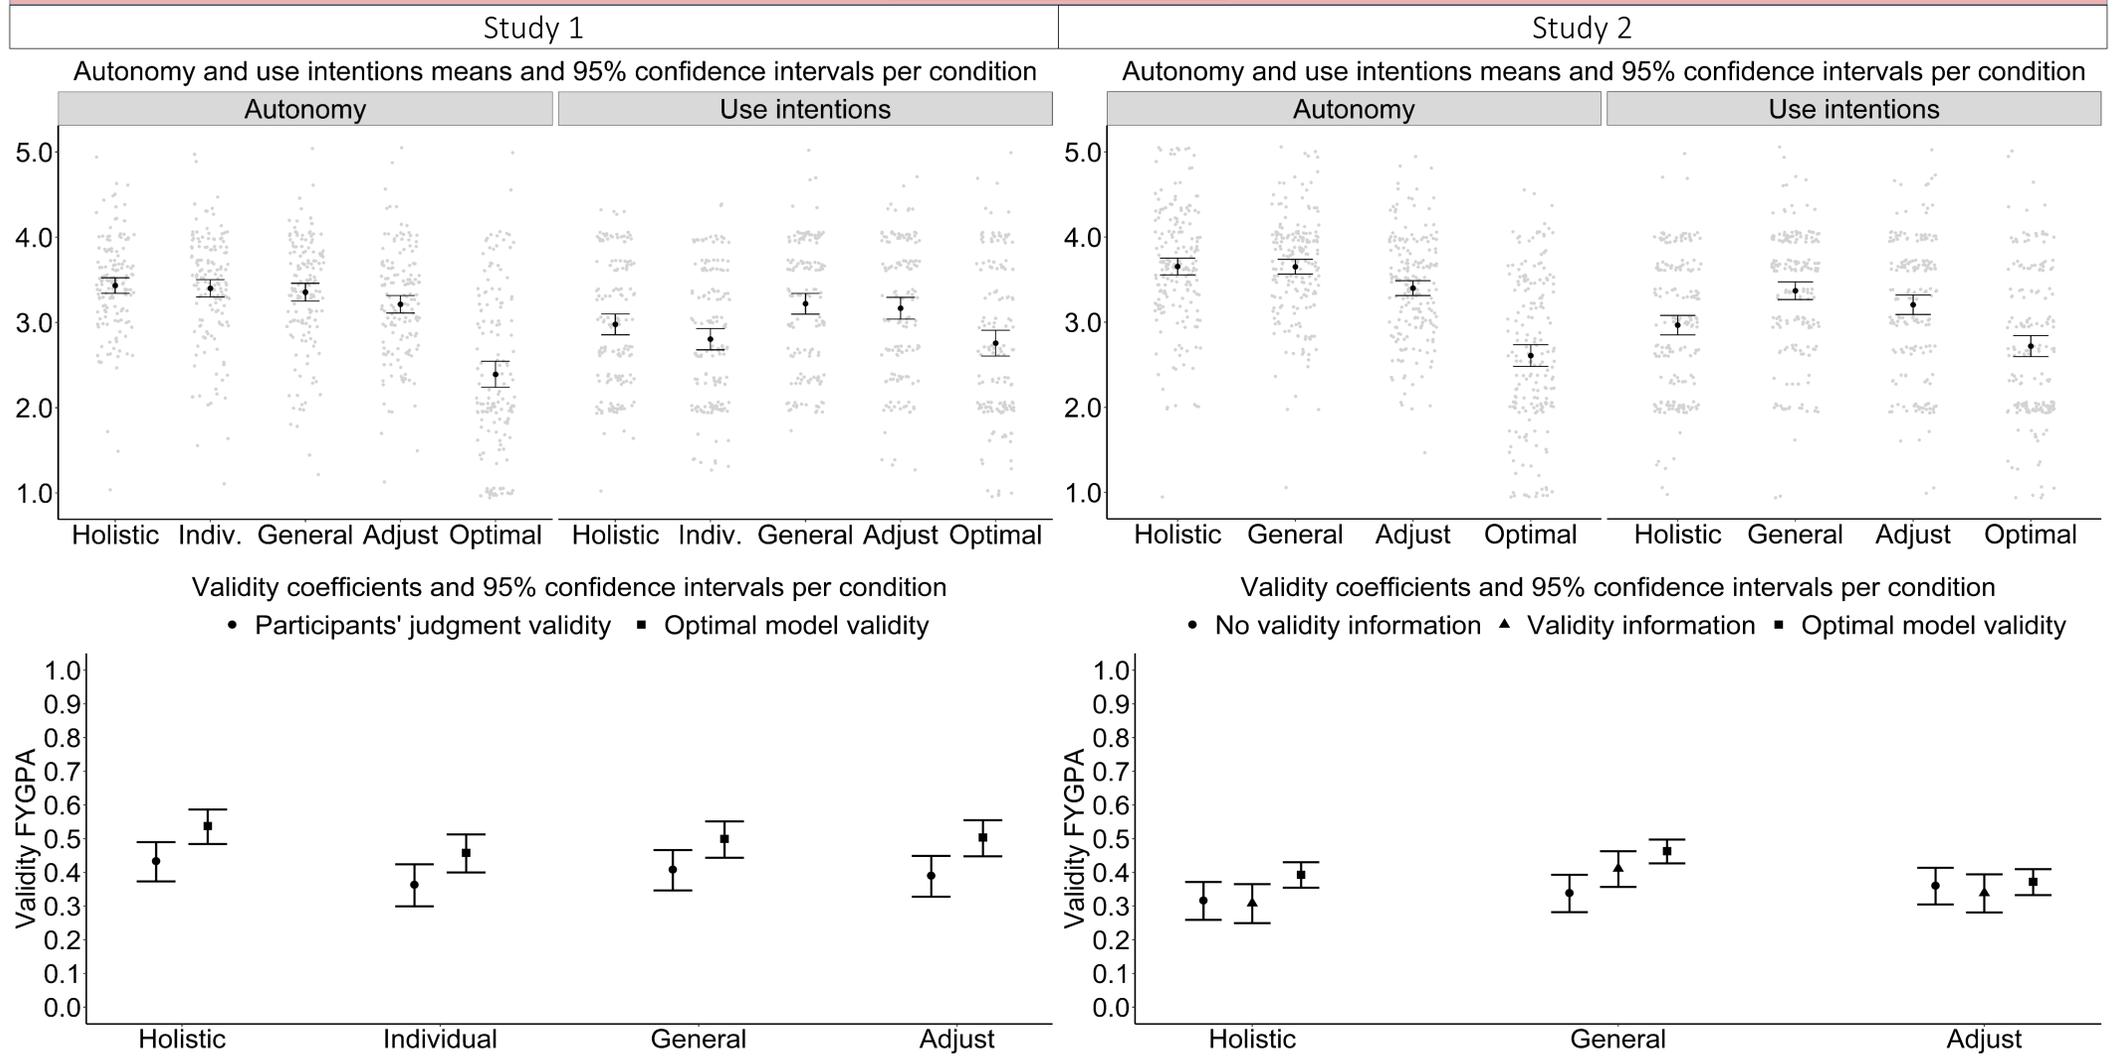 Study 1
Autonomy and use intentions means and 95% confidence intervals per condition
Autonomy
Use intentions
5.0
4.0
3.0
2.0
1.0
Holistic Indiv. General Adjust Optimal
Holistic Indiv. General Adjust Optimal
Validity coefficients and 95% confidence intervals per condition
Participants' judgment validity Optimal model validity
Validity FYGPA
1.0
0.9
0.8
0.7
0.6
0.5
0.4
0.3
0.2
0.1
0.0
Holistic Individual General Adjust
Study 2
Autonomy and use intentions means and 95% confidence intervals per condition
Autonomy
Use intentions
5.0
4.0
3.0
2.0
1.0
Holistic General Adjust Optimal
Holistic General Adjust Optimal
Validity coefficients and 95% confidence intervals per condition
No validity information Validity information Optimal model validity
Validity FYGPA
1.0
0.9
0.8
0.7
0.6
0.5
0.4
0.3
0.2
0.1
0.0
Holistic General Adjust